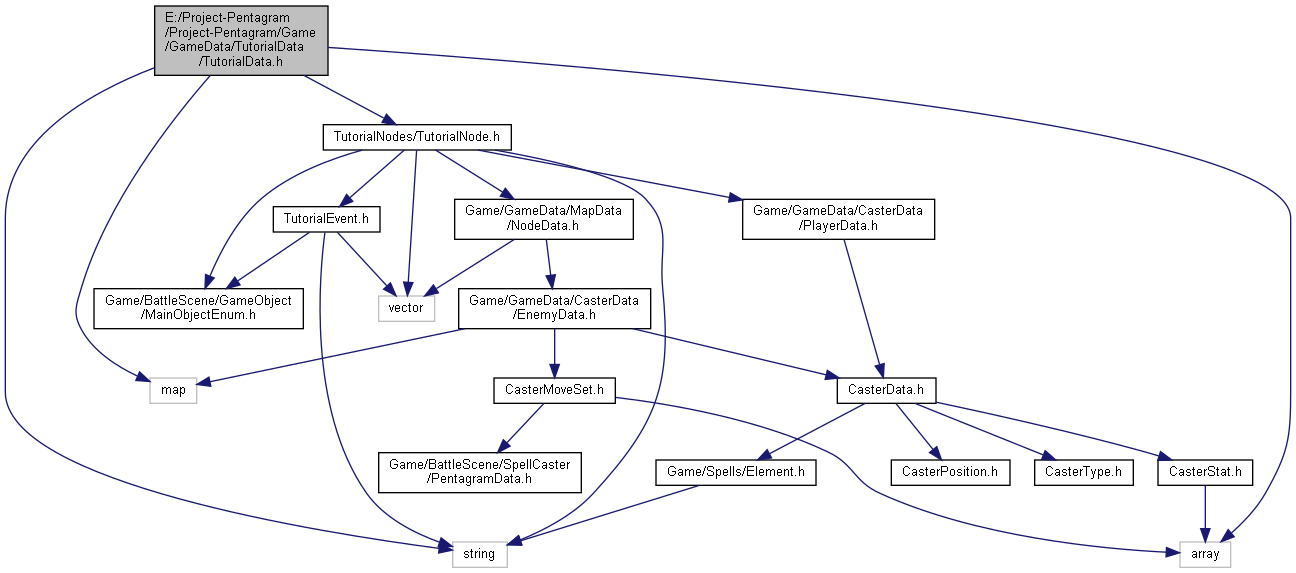 E:/Project-Pentagram
/Project-Pentagram/Game
/GameData/TutorialData
/TutorialData.h
TutorialNodes/TutorialNode.h
TutorialEvent.h
Game/GameData/MapData
/NodeData.h
Game/GameData/CasterData
/PlayerData.h
Game/BattleScene/GameObject
/MainObjectEnum.h
vector
Game/GameData/CasterData
/EnemyData.h
map
CasterMoveSet.h
CasterData.h
Game/BattleScene/SpellCaster
/PentagramData.h
Game/Spells/Element.h
CasterPosition.h
CasterType.h
CasterStat.h
string
array